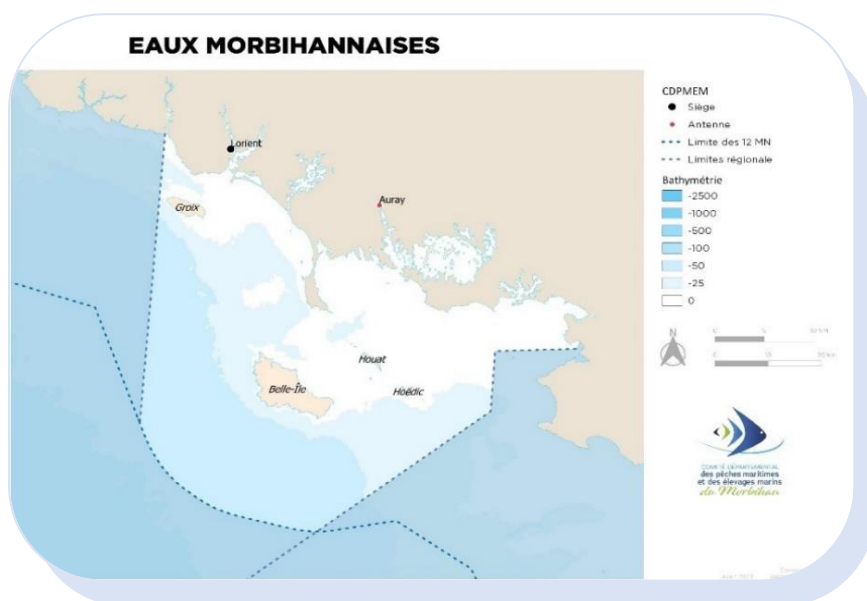 EAUX MORBIHANNAISES
Lorient
Groix
Auray
Houat
Hoëdic
Belle-Île
CDPMEM
Siège
Antenne
Limite des 12 MN
Limites régionale
Bathymétrie
-2500
-1000
-500
-100
-50
-25
0
N
COMITÉ DÉPARTEMENTAL
des pêches maritimes
et des élevages marins
du Morbihan